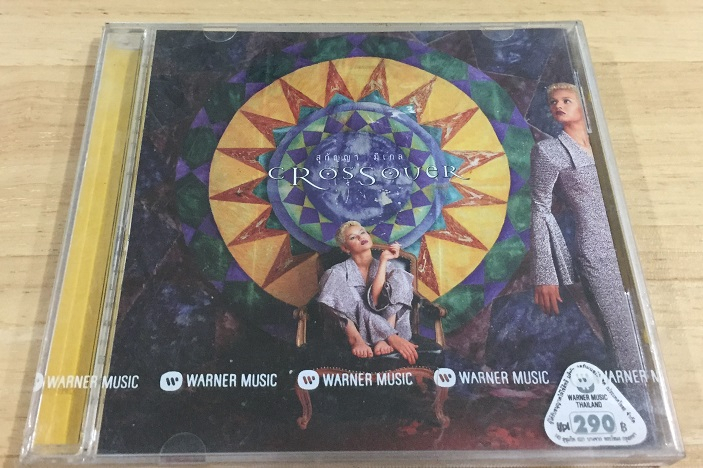 สุกัญญา มิเกล
CROSSOVER
WARNER MUSIC WARNER MUSIC WARNER MUSIC WARNER MUSIC WARNER M
WARNER MUSIC
THAILAND
290 ฿